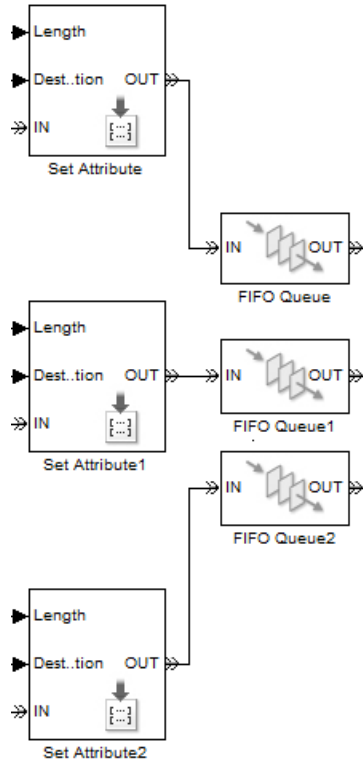 Length
Dest..tion OUT
IN
Set Attribute
IN OUT
FIFO Queue
Length
Dest..tion OUT
IN
Set Attribute1
IN OUT
FIFO Queue1
IN OUT
FIFO Queue2
Length
Dest..tion OUT
IN
Set Attribute2